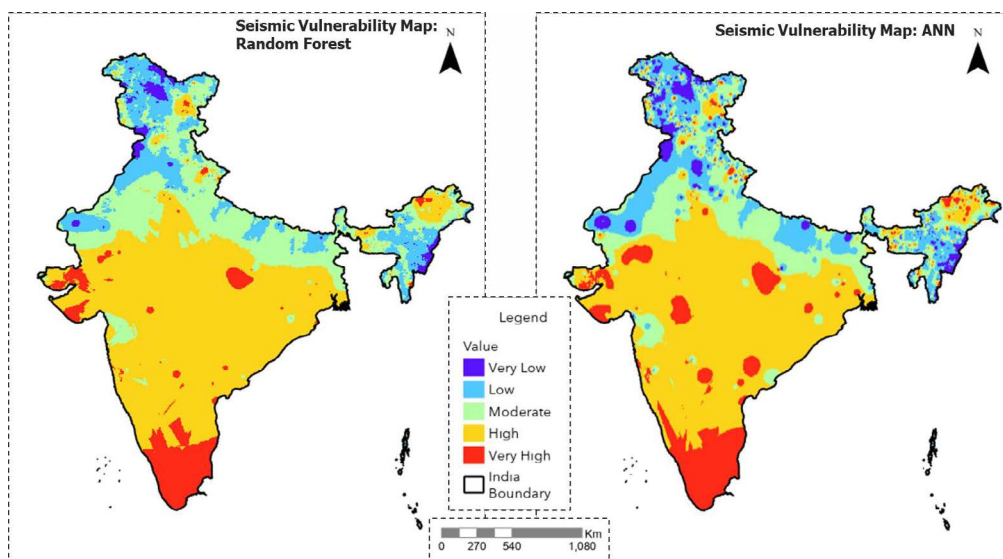 Seismic Vulnerability Map:
Random Forest
N
Seismic Vulnerability Map: ANN
N
Legend
Value
Very Low
Low
Moderate
High
Very High
India
Boundary
Km
0 270 540 1,080